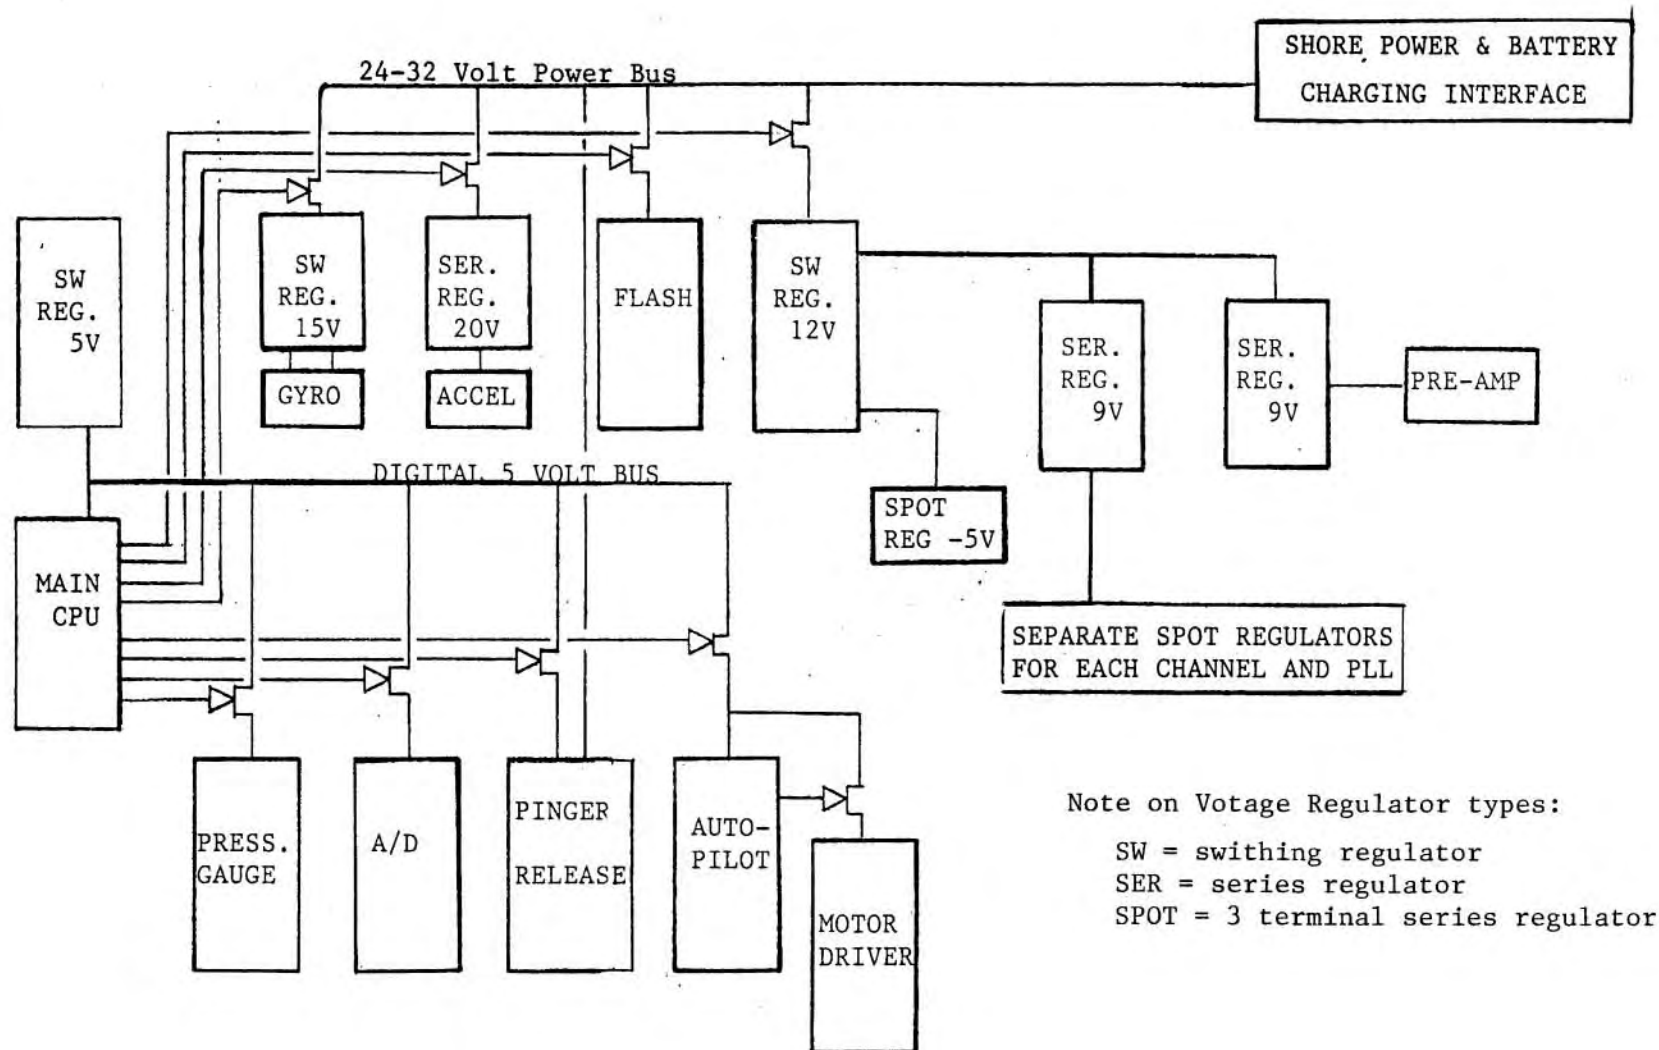 SHORE POWER & BATTERY
CHARGING INTERFACE
24-32 Volt Power Bus
SW
REG.
5V
SW
REG.
15V
SER.
REG.
20V
FLASH
SW
REG.
12V
SER.
REG.
9V
SER.
REG.
9V
PRE-AMP
GYRO
ACCEL
DIGITAL 5 VOLT BUS
SPOT
REG -5V
MAIN
CPU
SEPARATE SPOT REGULATORS
FOR EACH CHANNEL AND PLL
PRESS.
GAUGE
A/D
PINGER
RELEASE
AUTO-
PILOT
MOTOR
DRIVER
Note on Votage Regulator types:
SW = swithing regulator
SER = series regulator
SPOT = 3 terminal series regulator